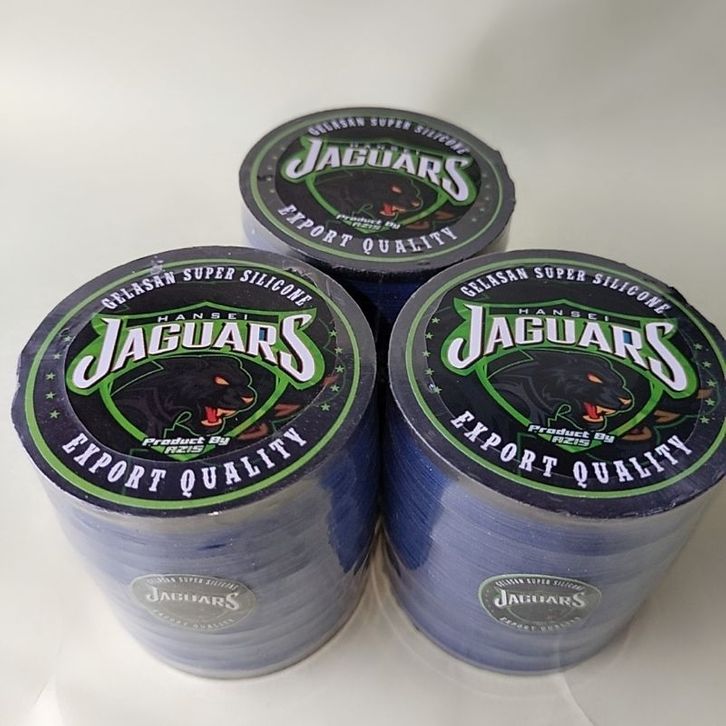 GELASAN SUPER SILICONE
HANSEI
JAGUARS
Product By
AZIS
EXPORT QUALITY
GELASAN SUPER SILICONE
HANSEI
JAGUARS
Product By
AZIS
EXPORT QUALITY
GELASAN SUPER SILICONE
HANSEI
JAGUARS
Product By
AZIS
EXPORT QUALITY
GELASAN SUPER SILICONE
JAGUARS
EXPORT QUALITY
GELASAN SUPER SILICONE
JAGUARS
EXPORT QUALITY